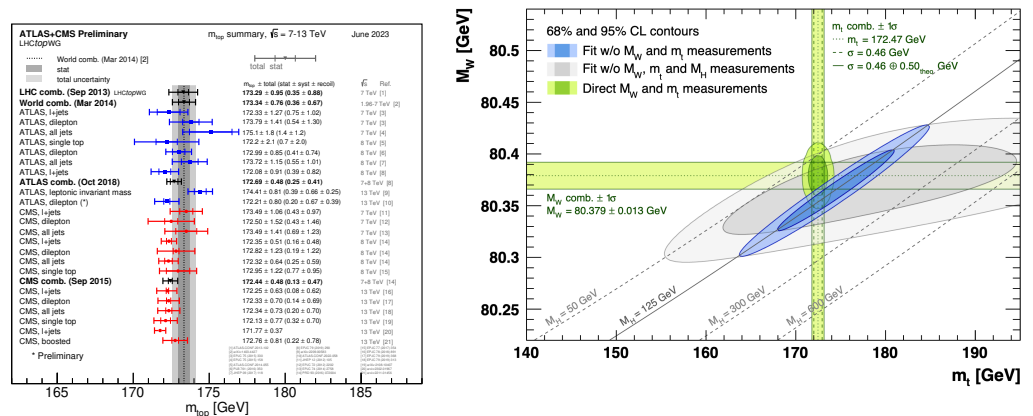 ATLAS+CMS Preliminary
LHCtopWG
m_top summary, √s = 7-13 TeV
June 2023
World comb. (Mar 2014) [2]
stat
total uncertainty
total stat
m_top ± total (stat ± syst ± recoil)
√s
Ref.
LHC comb. (Sep 2013) LHCtopWG 173.29 ± 0.95 (0.35 ± 0.88) 7 TeV [1]
World comb. (Mar 2014) 173.34 ± 0.76 (0.36 ± 0.67) 1.96-7 TeV [2]
ATLAS, l+jets 172.33 ± 1.27 (0.75 ± 1.02) 7 TeV [3]
ATLAS, dilepton 173.79 ± 1.41 (0.54 ± 1.30) 7 TeV [3]
ATLAS, all jets 175.1 ± 1.8 (1.4 ± 1.2) 7 TeV [4]
ATLAS, single top 172.2 ± 2.1 (0.7 ± 2.0) 8 TeV [5]
ATLAS, dilepton 172.99 ± 0.85 (0.41 ± 0.74) 8 TeV [6]
ATLAS, all jets 173.72 ± 1.15 (0.55 ± 1.01) 8 TeV [7]
ATLAS, l+jets 172.08 ± 0.91 (0.39 ± 0.82) 8 TeV [8]
ATLAS comb. (Oct 2018) 172.69 ± 0.48 (0.25 ± 0.41) 7+8 TeV [8]
ATLAS, leptonic invariant mass 174.41 ± 0.81 (0.39 ± 0.66 ± 0.25) 13 TeV [9]
ATLAS, dilepton (*) 172.21 ± 0.80 (0.20 ± 0.67 ± 0.39) 13 TeV [10]
CMS, l+jets 173.49 ± 1.06 (0.43 ± 0.97) 7 TeV [11]
CMS, dilepton 172.50 ± 1.52 (0.43 ± 1.46) 7 TeV [12]
CMS, all jets 173.49 ± 1.41 (0.69 ± 1.23) 7 TeV [13]
CMS, l+jets 172.35 ± 0.51 (0.16 ± 0.48) 8 TeV [14]
CMS, dilepton 172.82 ± 1.23 (0.19 ± 1.22) 8 TeV [14]
CMS, all jets 172.32 ± 0.64 (0.25 ± 0.59) 8 TeV [14]
CMS, single top 172.95 ± 1.22 (0.77 ± 0.95) 8 TeV [15]
CMS comb. (Sep 2015) 172.44 ± 0.48 (0.13 ± 0.47) 7+8 TeV [14]
CMS, l+jets 172.25 ± 0.63 (0.08 ± 0.62) 13 TeV [16]
CMS, dilepton 172.33 ± 0.70 (0.14 ± 0.69) 13 TeV [17]
CMS, all jets 172.34 ± 0.73 (0.20 ± 0.70) 13 TeV [18]
CMS, single top 172.13 ± 0.77 (0.32 ± 0.70) 13 TeV [19]
CMS, l+jets 171.77 ± 0.37 13 TeV [20]
CMS, boosted 172.76 ± 0.81 (0.22 ± 0.78) 13 TeV [21]
* Preliminary
165 170 175 180 185
m_top [GeV]
M_W [GeV]
80.5
80.45
80.4
80.35
80.3
80.25
68% and 95% CL contours
Fit w/o M_W and m_t measurements
Fit w/o M_W, m_t and M_H measurements
Direct M_W and m_t measurements
m_t comb. ± 1σ
m_t = 172.47 GeV
σ = 0.46 GeV
σ = 0.46 ⊕ 0.50_theo. GeV
M_W comb. ± 1σ
M_W = 80.379 ± 0.013 GeV
M_H = 50 GeV
M_H = 125 GeV
M_H = 300 GeV
M_H = 600 GeV
140 150 160 170 180 190
m_t [GeV]